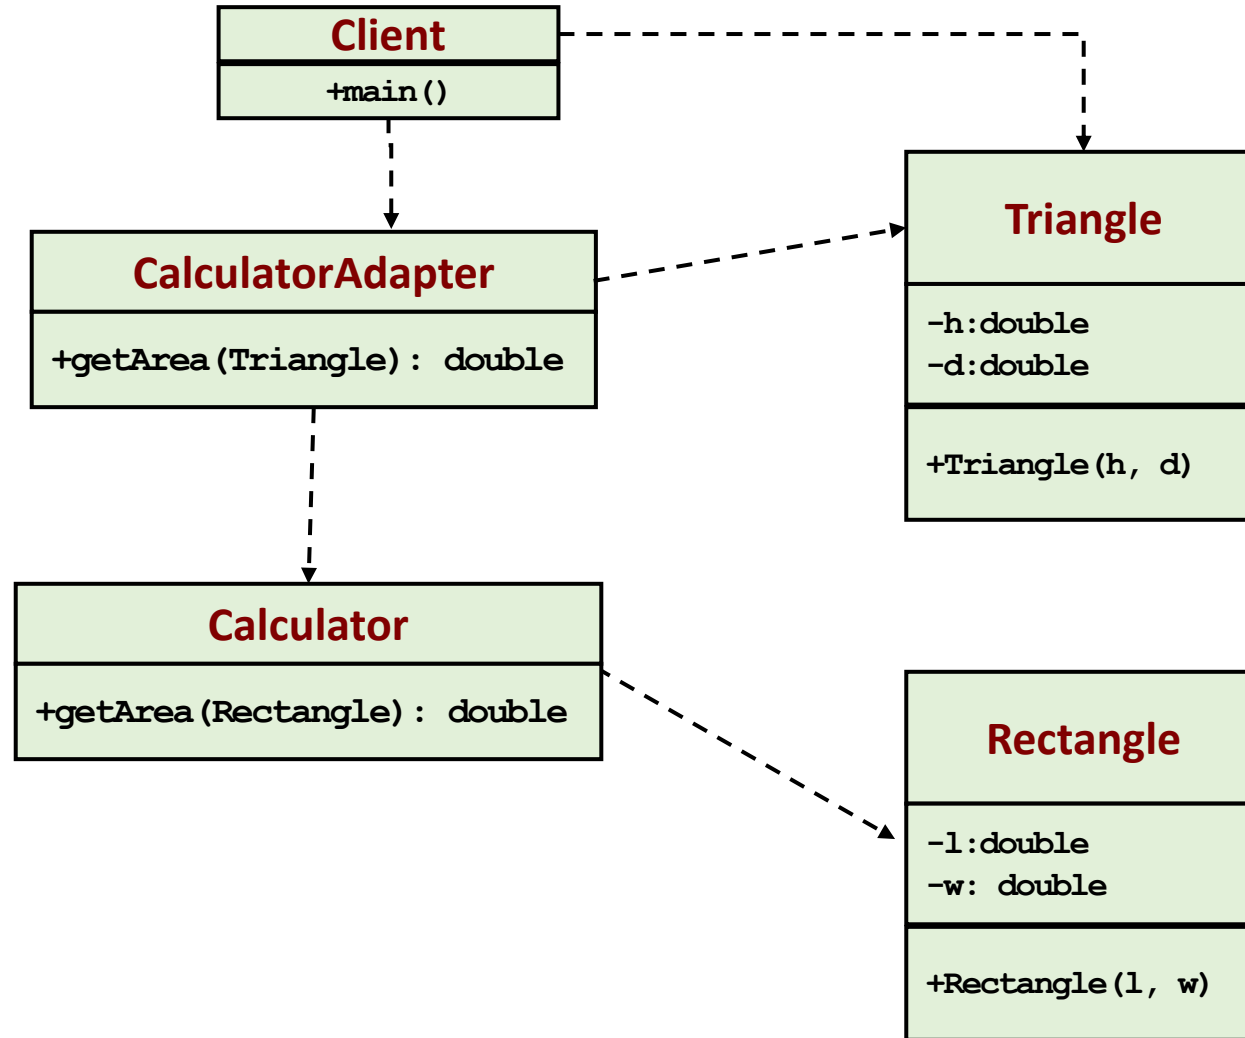 Client
+main()
CalculatorAdapter
+getArea(Triangle): double
Triangle
-h:double
-d:double
+Triangle(h, d)
Calculator
+getArea(Rectangle): double
Rectangle
-l:double
-w: double
+Rectangle(l, w)